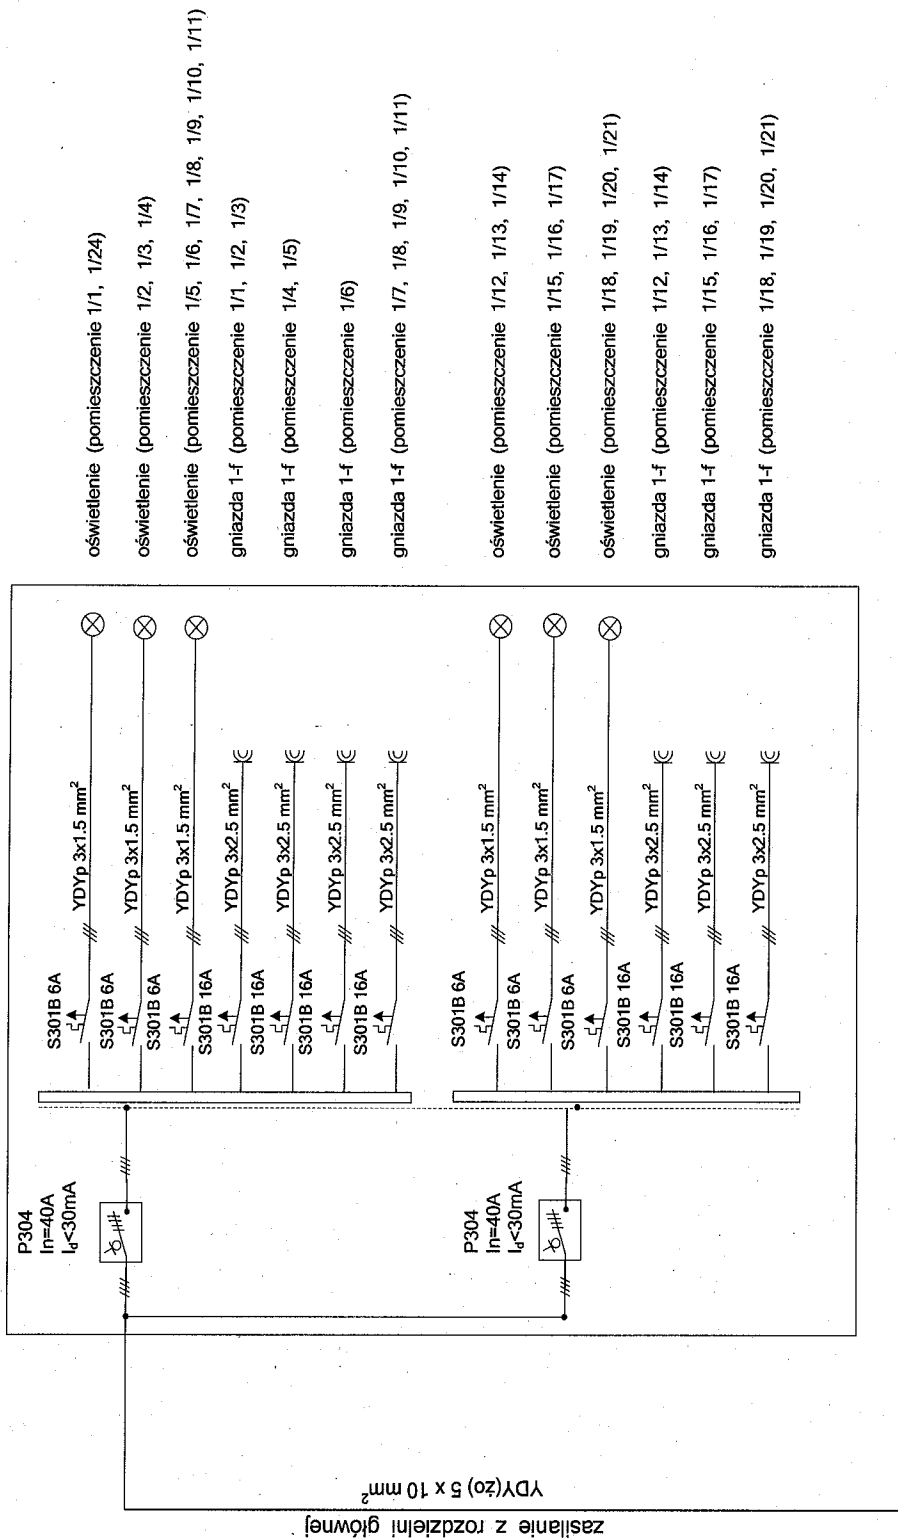 zasilanie z rozdzielni głównej
YDY(żo) 5 x 10 mm²
P304
In=40A
I_d<30mA
S301B 6A
YDYp 3x1.5 mm²
oświetlenie (pomieszczenie 1/1, 1/24)
S301B 6A
YDYp 3x1.5 mm²
oświetlenie (pomieszczenie 1/2, 1/3, 1/4)
S301B 6A
YDYp 3x1.5 mm²
oświetlenie (pomieszczenie 1/5, 1/6, 1/7, 1/8, 1/9, 1/10, 1/11)
S301B 16A
YDYp 3x2.5 mm²
gniazda 1-f (pomieszczenie 1/1, 1/2, 1/3)
S301B 16A
YDYp 3x2.5 mm²
gniazda 1-f (pomieszczenie 1/4, 1/5)
S301B 16A
YDYp 3x2.5 mm²
gniazda 1-f (pomieszczenie 1/6)
S301B 16A
YDYp 3x2.5 mm²
gniazda 1-f (pomieszczenie 1/7, 1/8, 1/9, 1/10, 1/11)
P304
In=40A
I_d<30mA
S301B 6A
YDYp 3x1.5 mm²
oświetlenie (pomieszczenie 1/12, 1/13, 1/14)
S301B 6A
YDYp 3x1.5 mm²
oświetlenie (pomieszczenie 1/15, 1/16, 1/17)
S301B 6A
YDYp 3x1.5 mm²
oświetlenie (pomieszczenie 1/18, 1/19, 1/20, 1/21)
S301B 16A
YDYp 3x2.5 mm²
gniazda 1-f (pomieszczenie 1/12, 1/13, 1/14)
S301B 16A
YDYp 3x2.5 mm²
gniazda 1-f (pomieszczenie 1/15, 1/16, 1/17)
S301B 16A
YDYp 3x2.5 mm²
gniazda 1-f (pomieszczenie 1/18, 1/19, 1/20, 1/21)